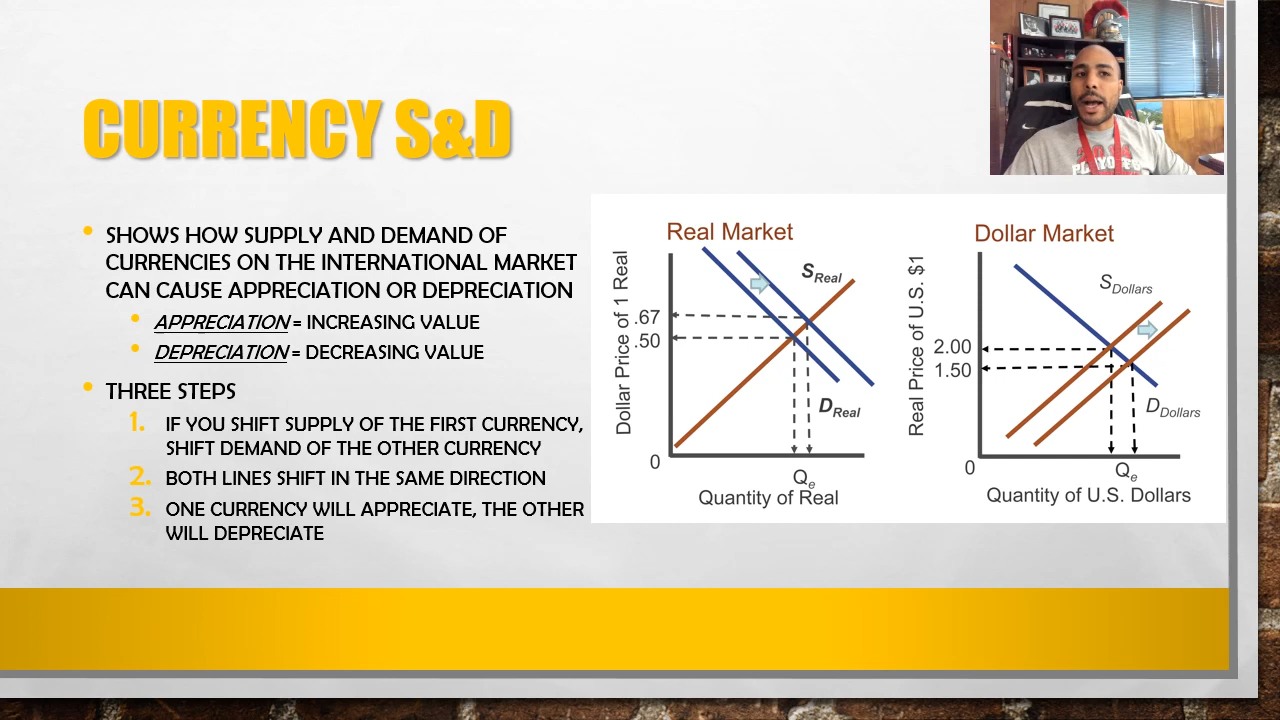 CURRENCY S&D
SHOWS HOW SUPPLY AND DEMAND OF
CURRENCIES ON THE INTERNATIONAL MARKET
CAN CAUSE APPRECIATION OR DEPRECIATION
APPRECIATION = INCREASING VALUE
DEPRECIATION = DECREASING VALUE
THREE STEPS
1. IF YOU SHIFT SUPPLY OF THE FIRST CURRENCY,
SHIFT DEMAND OF THE OTHER CURRENCY
2. BOTH LINES SHIFT IN THE SAME DIRECTION
3. ONE CURRENCY WILL APPRECIATE, THE OTHER
WILL DEPRECIATE
Real Market
Dollar Price of 1 Real
.67
.50
0
S Real
D Real
Qe
Quantity of Real
Dollar Market
Real Price of U.S. $1
2.00
1.50
0
S Dollars
D Dollars
Qe
Quantity of U.S. Dollars